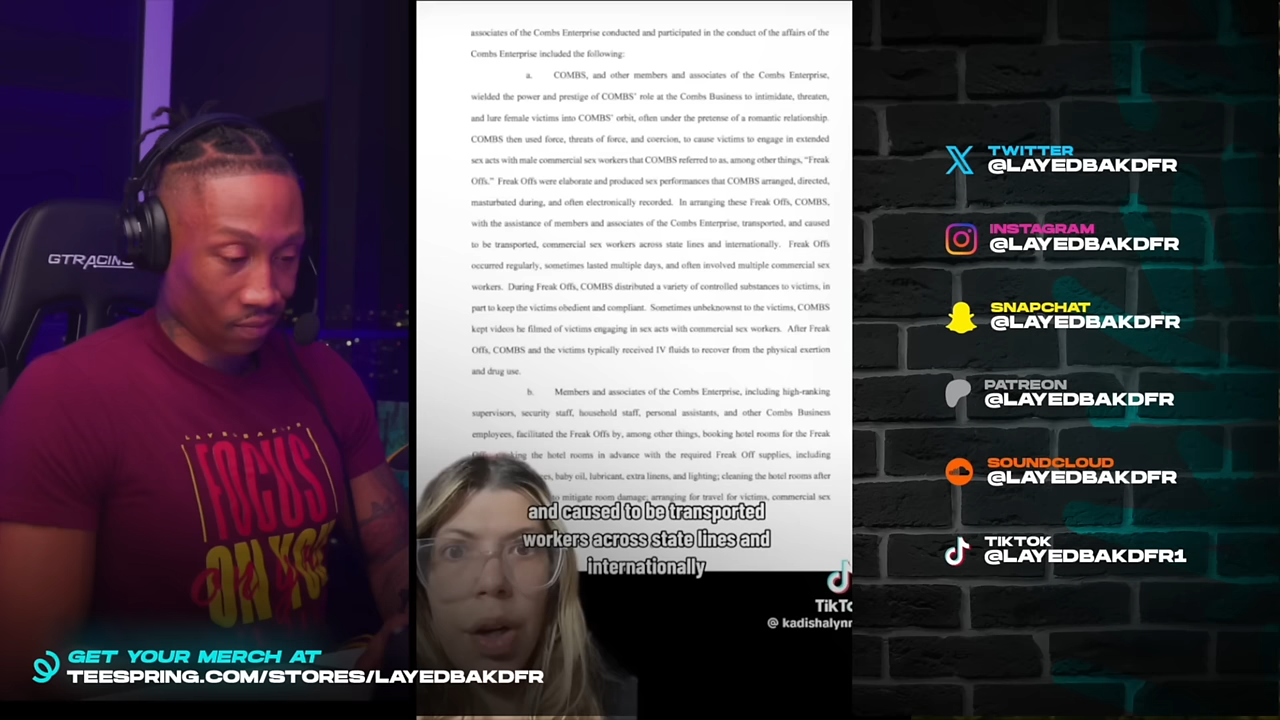 GTRACING
LAYEDBAKDFR
FOCUS
on
ON YOU
GET YOUR MERCH AT
TEESPRING.COM/STORES/LAYEDBAKDFR
associates of the Combs Enterprise conducted and participated in the conduct of the affairs of the
Combs Enterprise included the following:
a. COMBS, and other members and associates of the Combs Enterprise,
wielded the power and prestige of COMBS' role at the Combs Business to intimidate, threaten,
and lure female victims into COMBS' orbit, often under the pretense of a romantic relationship.
COMBS then used force, threats of force, and coercion, to cause victims to engage in extended
sex acts with male commercial sex workers that COMBS referred to as, among other things, "Freak
Offs." Freak Offs were elaborate and produced sex performances that COMBS arranged, directed,
masturbated during, and often electronically recorded. In arranging these Freak Offs, COMBS,
with the assistance of members and associates of the Combs Enterprise, transported, and caused
to be transported, commercial sex workers across state lines and internationally. Freak Offs
occurred regularly, sometimes lasted multiple days, and often involved multiple commercial sex
workers. During Freak Offs, COMBS distributed a variety of controlled substances to victims, in
part to keep the victims obedient and compliant. Sometimes unbeknownst to the victims, COMBS
kept videos he filmed of victims engaging in sex acts with commercial sex workers. After Freak
Offs, COMBS and the victims typically received IV fluids to recover from the physical exertion
and drug use.
b. Members and associates of the Combs Enterprise, including high-ranking
supervisors, security staff, household staff, personal assistants, and other Combs Business
employees, facilitated the Freak Offs by, among other things, booking hotel rooms for the Freak
the hotel rooms in advance with the required Freak Off supplies, including
baby oil, lubricant, extra linens, and lighting; cleaning the hotel rooms after
to mitigate room damage; arranging for travel for victims, commercial sex
and caused to be transported
workers across state lines and
internationally
TikTo
@ kadishalynn
TWITTER
@LAYEDBAKDFR
INSTAGRAM
@LAYEDBAKDFR
SNAPCHAT
@LAYEDBAKDFR
PATREON
@LAYEDBAKDFR
SOUNDCLOUD
@LAYEDBAKDFR
TIKTOK
@LAYEDBAKDFR1